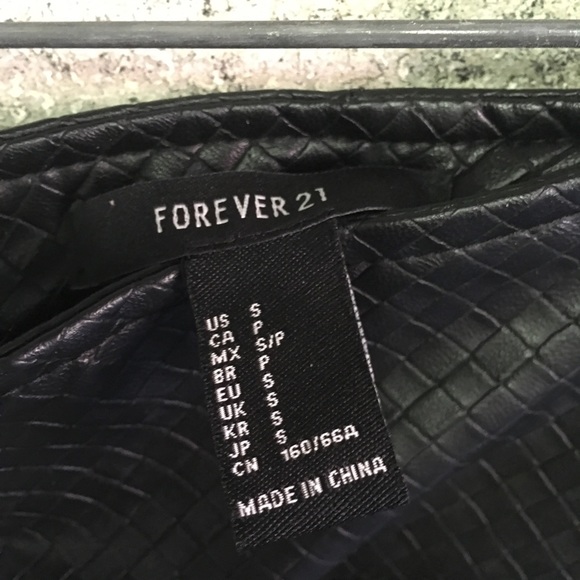 FOREVER 21
US S
CA P
MX S/P
BR P
EU S
UK S
KR S
JP S
CN 160/66A
MADE IN CHINA